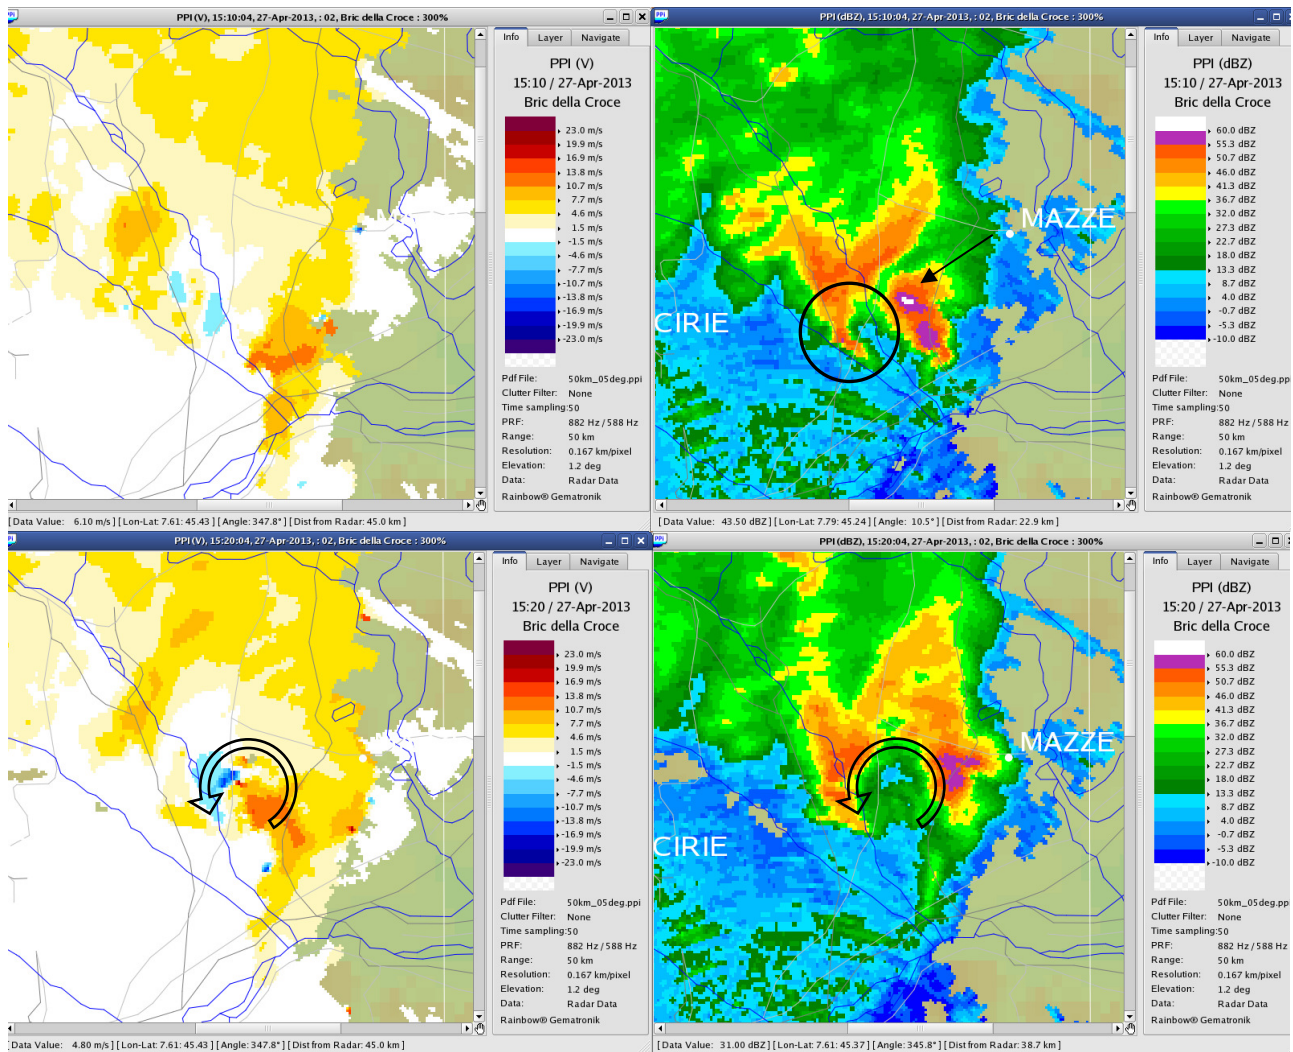 PPI(V), 15:10:04, 27-Apr-2013, : 02, Bric della Croce : 300%
Info Layer Navigate
PPI (V)
15:10 / 27-Apr-2013
Bric della Croce
23.0 m/s
19.9 m/s
16.9 m/s
13.8 m/s
10.7 m/s
7.7 m/s
4.6 m/s
1.5 m/s
-1.5 m/s
-4.6 m/s
-7.7 m/s
-10.7 m/s
-13.8 m/s
-16.9 m/s
-19.9 m/s
-23.0 m/s
Pdf File: 50km_05deg.ppi
Clutter Filter: None
Time sampling:50
PRF: 882 Hz / 588 Hz
Range: 50 km
Resolution: 0.167 km/pixel
Elevation: 1.2 deg
Data: Radar Data
Rainbow® Gematronik
[Data Value: 6.10 m/s] [Lon-Lat: 7.61: 45.43] [Angle: 347.8°] [Dist from Radar: 45.0 km]
PPI(dBZ), 15:10:04, 27-Apr-2013, : 02, Bric della Croce : 300%
MAZZE
CIRIE
Info Layer Navigate
PPI (dBZ)
15:10 / 27-Apr-2013
Bric della Croce
60.0 dBZ
55.3 dBZ
50.7 dBZ
46.0 dBZ
41.3 dBZ
36.7 dBZ
32.0 dBZ
27.3 dBZ
22.7 dBZ
18.0 dBZ
13.3 dBZ
8.7 dBZ
4.0 dBZ
-0.7 dBZ
-5.3 dBZ
-10.0 dBZ
Pdf File: 50km_05deg.ppi
Clutter Filter: None
Time sampling:50
PRF: 882 Hz / 588 Hz
Range: 50 km
Resolution: 0.167 km/pixel
Elevation: 1.2 deg
Data: Radar Data
Rainbow® Gematronik
[Data Value: 43.50 dBZ] [Lon-Lat: 7.79: 45.24] [Angle: 10.5°] [Dist from Radar: 22.9 km]
PPI(V), 15:20:04, 27-Apr-2013, : 02, Bric della Croce : 300%
Info Layer Navigate
PPI (V)
15:20 / 27-Apr-2013
Bric della Croce
23.0 m/s
19.9 m/s
16.9 m/s
13.8 m/s
10.7 m/s
7.7 m/s
4.6 m/s
1.5 m/s
-1.5 m/s
-4.6 m/s
-7.7 m/s
-10.7 m/s
-13.8 m/s
-16.9 m/s
-19.9 m/s
-23.0 m/s
Pdf File: 50km_05deg.ppi
Clutter Filter: None
Time sampling:50
PRF: 882 Hz / 588 Hz
Range: 50 km
Resolution: 0.167 km/pixel
Elevation: 1.2 deg
Data: Radar Data
Rainbow® Gematronik
[Data Value: 4.80 m/s] [Lon-Lat: 7.61: 45.43] [Angle: 347.8°] [Dist from Radar: 45.0 km]
PPI(dBZ), 15:20:04, 27-Apr-2013, : 02, Bric della Croce : 300%
MAZZE
CIRIE
Info Layer Navigate
PPI (dBZ)
15:20 / 27-Apr-2013
Bric della Croce
60.0 dBZ
55.3 dBZ
50.7 dBZ
46.0 dBZ
41.3 dBZ
36.7 dBZ
32.0 dBZ
27.3 dBZ
22.7 dBZ
18.0 dBZ
13.3 dBZ
8.7 dBZ
4.0 dBZ
-0.7 dBZ
-5.3 dBZ
-10.0 dBZ
Pdf File: 50km_05deg.pp
Clutter Filter: None
Time sampling:50
PRF: 882 Hz / 588 Hz
Range: 50 km
Resolution: 0.167 km/pixel
Elevation: 1.2 deg
Data: Radar Data
Rainbow® Gematronik
[Data Value: 31.00 dBZ] [Lon-Lat: 7.61: 45.37] [Angle: 345.8°] [Dist from Radar: 38.7 km]